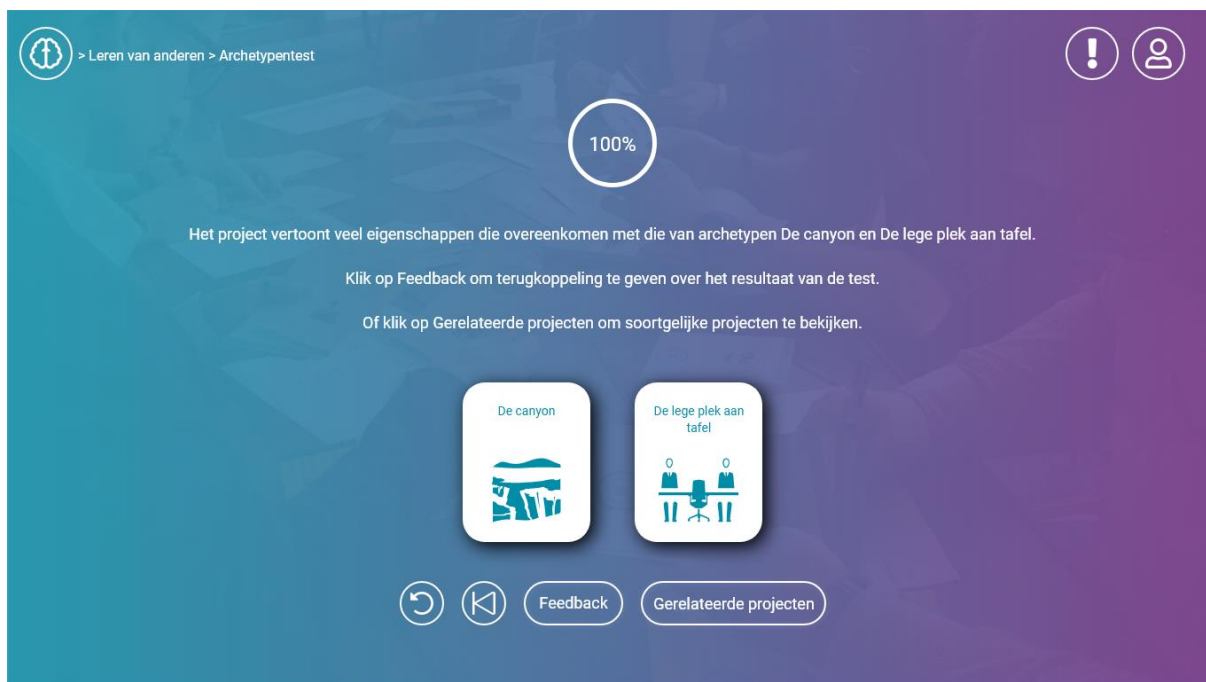 > Leren van anderen > Archetypentest
100%
Het project vertoont veel eigenschappen die overeenkomen met die van archetypen De canyon en De lege plek aan tafel.
Klik op Feedback om terugkoppeling te geven over het resultaat van de test.
Of klik op Gerelateerde projecten om soortgelijke projecten te bekijken.
De canyon
De lege plek aan
tafel
Feedback
Gerelateerde projecten